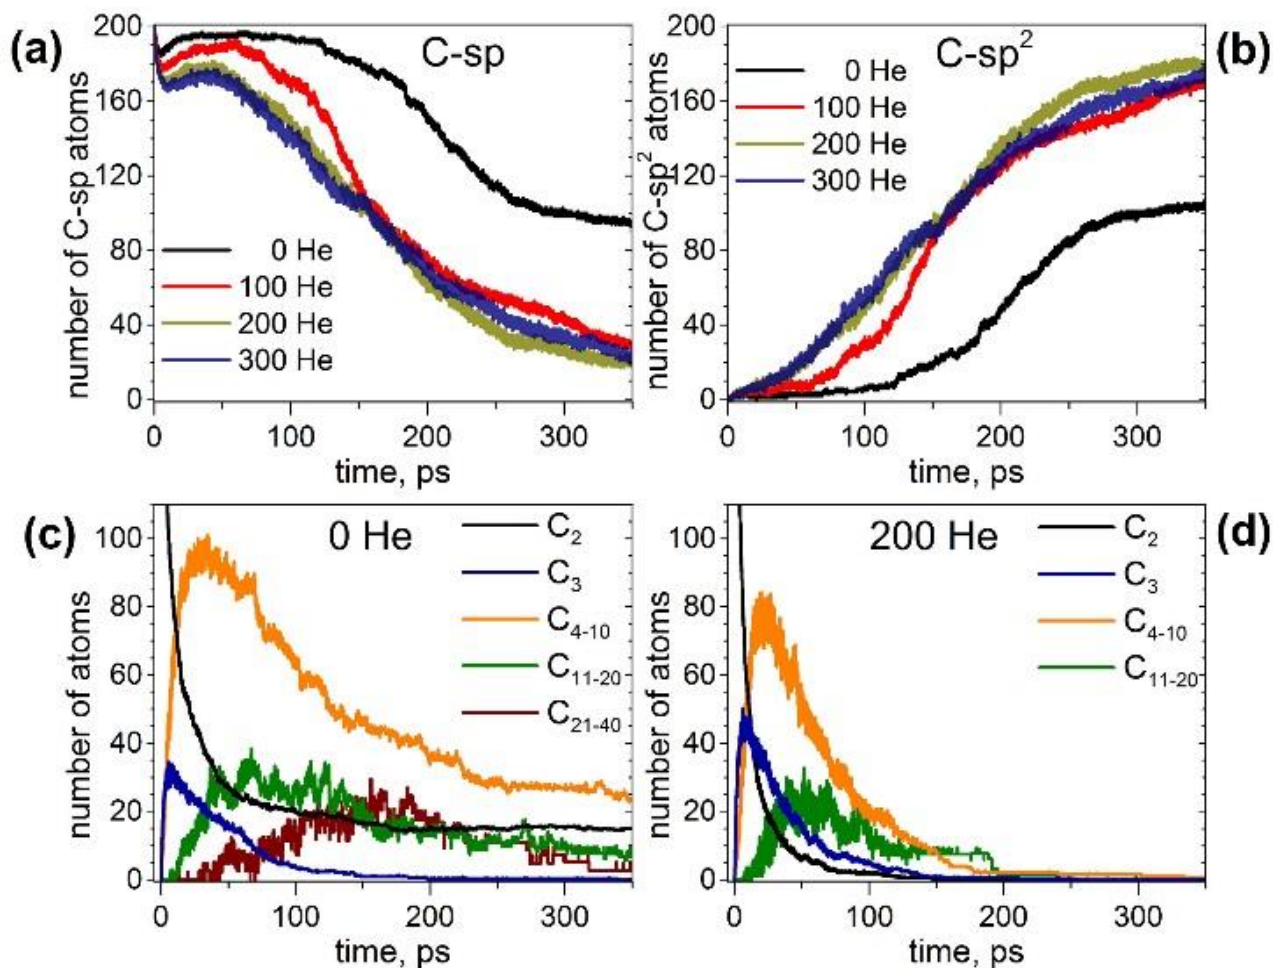 (a)
C-sp
number of C-sp atoms
200
160
120
80
40
0
0 He
100 He
200 He
300 He
0 100 200 300
time, ps
(b)
C-sp²
number of C-sp² atoms
200
160
120
80
40
0
0 He
100 He
200 He
300 He
0 100 200 300
time, ps
(c)
0 He
number of atoms
100
80
60
40
20
0
C₂
C₃
C₄₋₁₀
C₁₁₋₂₀
C₂₁₋₄₀
0 100 200 300
time, ps
(d)
200 He
number of atoms
100
80
60
40
20
0
C₂
C₃
C₄₋₁₀
C₁₁₋₂₀
0 100 200 300
time, ps